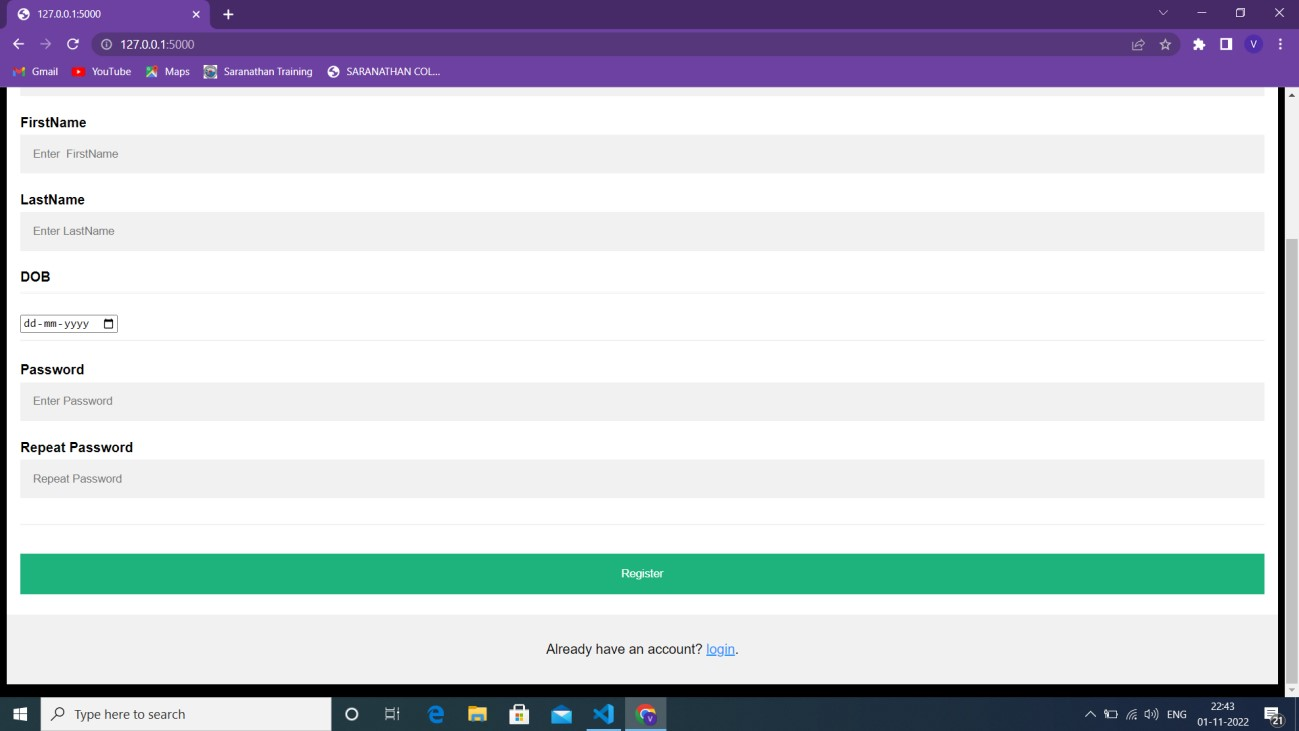 127.0.0.1:5000
127.0.0.1:5000
Gmail YouTube Maps Saranathan Training SARANATHAN COL...
FirstName
Enter  FirstName
LastName
Enter LastName
DOB
dd-mm-yyyy
Password
Enter Password
Repeat Password
Repeat Password
Register
Already have an account? login.
Type here to search
ENG
22:43
01-11-2022
21
V
V